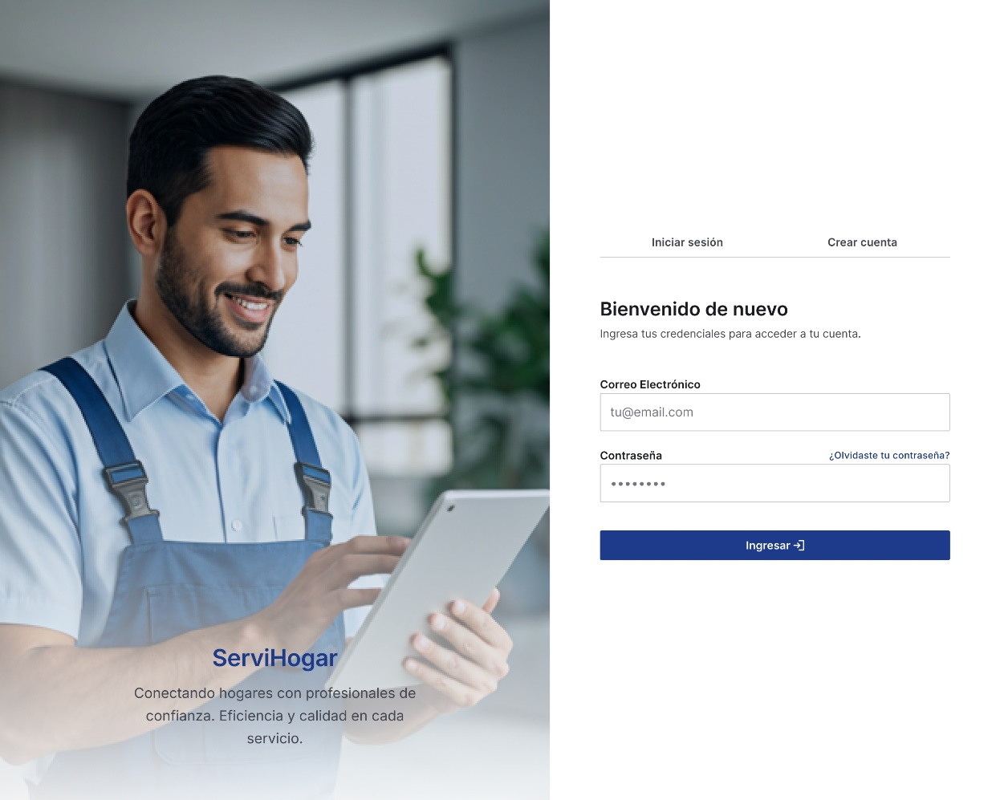 ServiHogar
Conectando hogares con profesionales de
confianza. Eficiencia y calidad en cada
servicio.
Iniciar sesión
Crear cuenta
Bienvenido de nuevo
Ingresa tus credenciales para acceder a tu cuenta.
Correo Electrónico
tu@email.com
Contraseña
¿Olvidaste tu contraseña?
••••••••
Ingresar